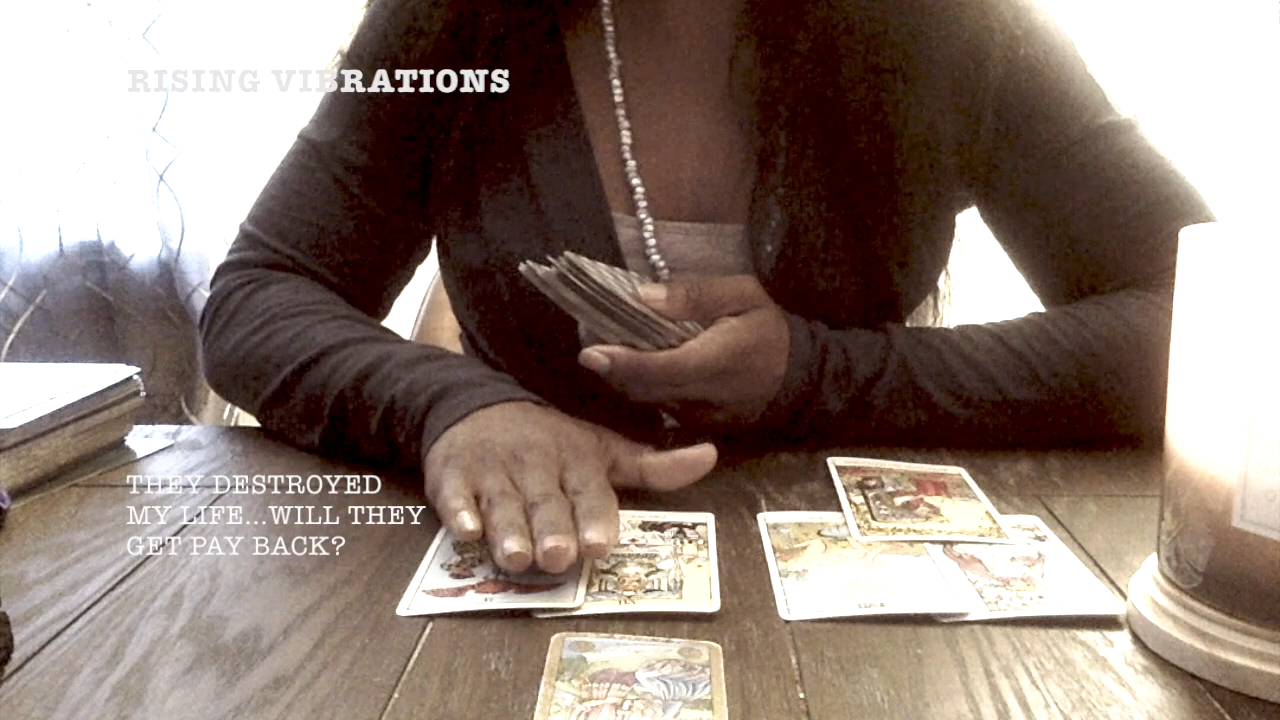 RISING VIBRATIONS
THEY DESTROYED
MY LIFE...WILL THEY
GET PAY BACK?